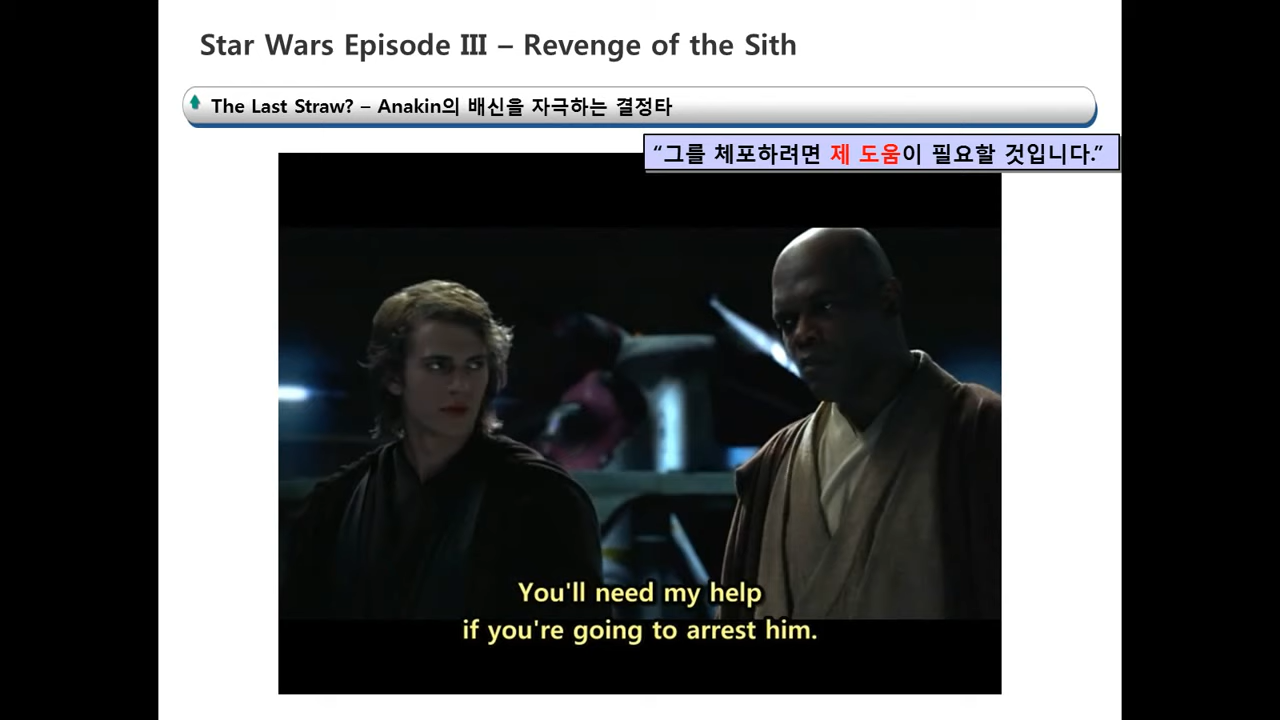 Star Wars Episode III – Revenge of the Sith
The Last Straw? – Anakin의 배신을 자극하는 결정타
“그를 체포하려면 제 도움이 필요할 것입니다.”
You'll need my help
if you're going to arrest him.